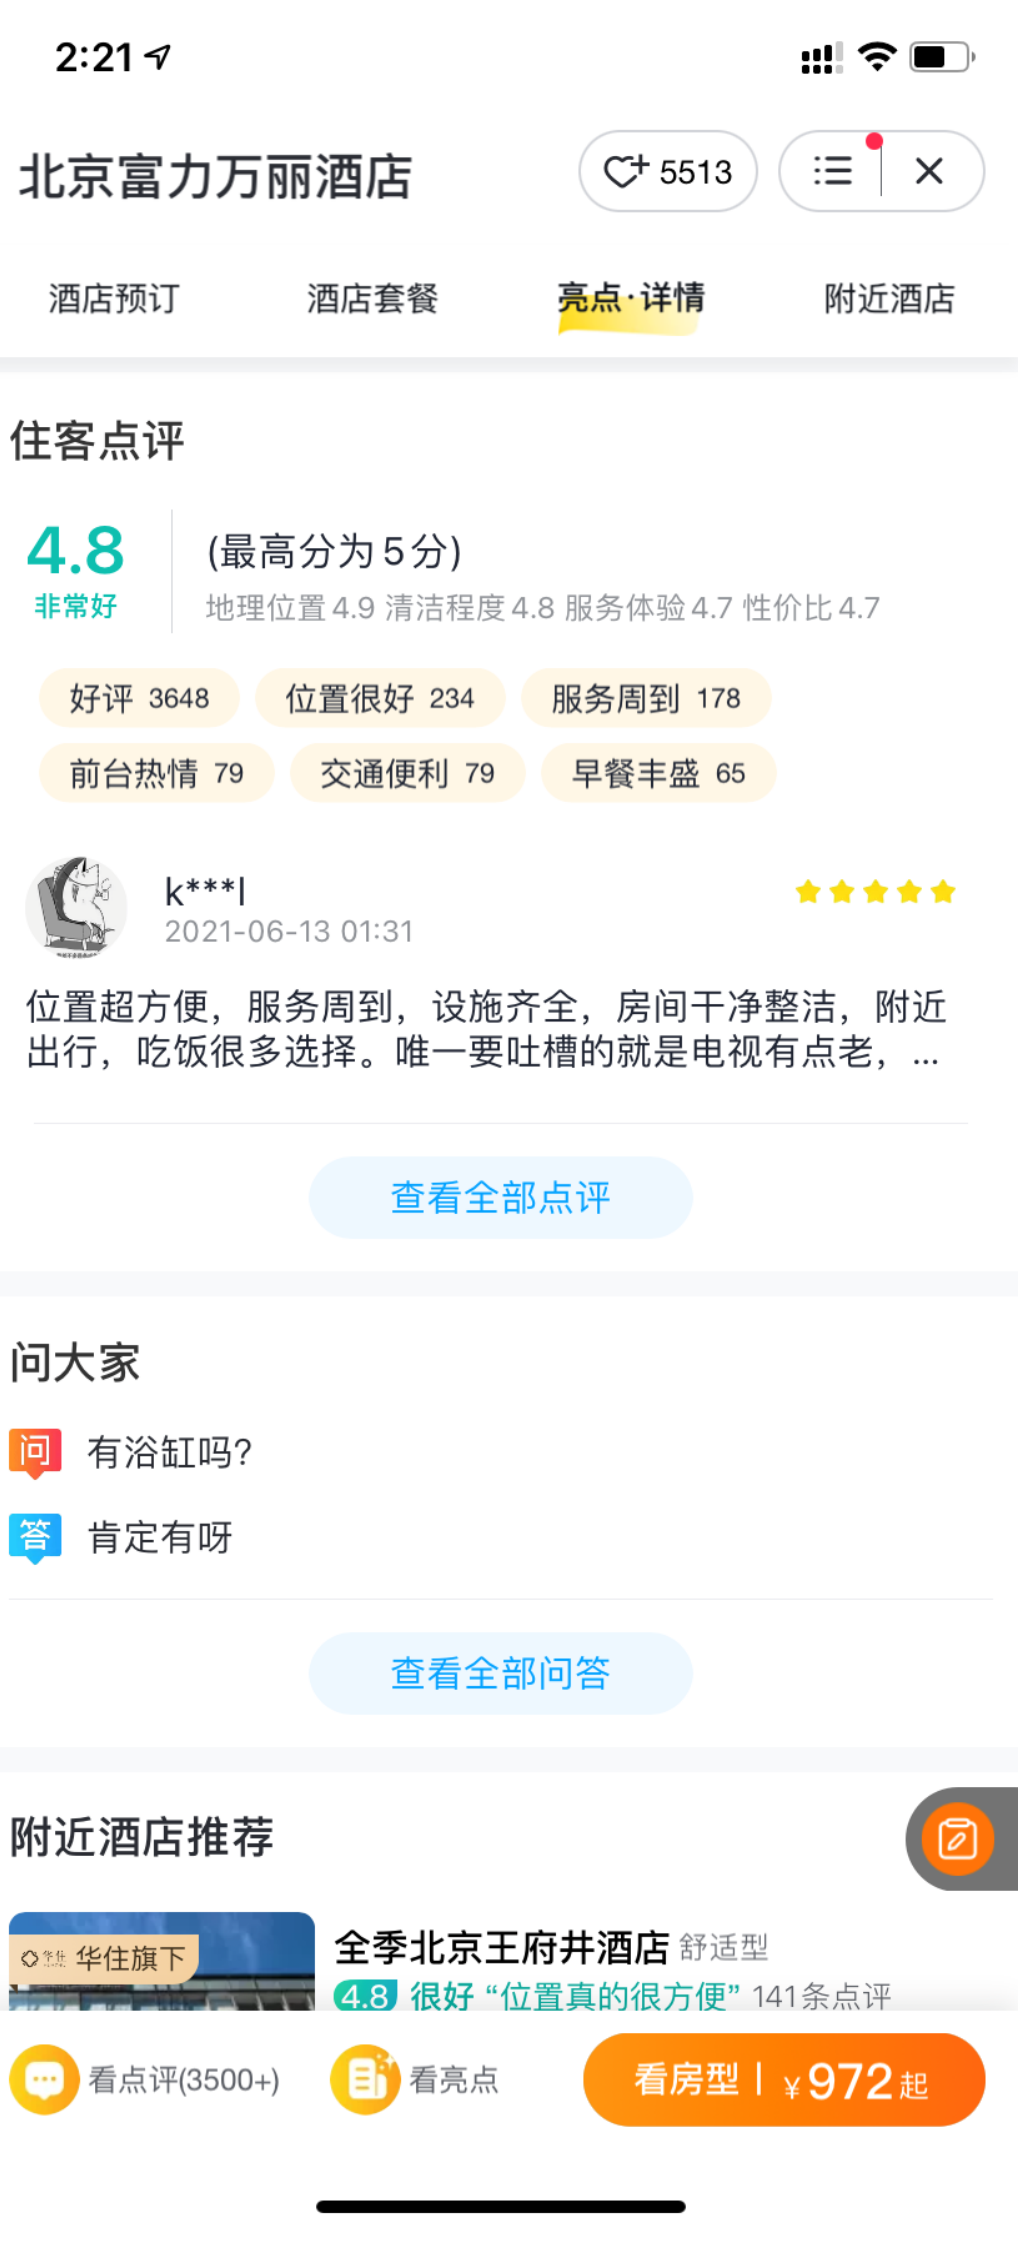 2:21
北京富力万丽酒店
5513
酒店预订 酒店套餐 亮点·详情 附近酒店
住客点评
4.8
非常好
(最高分为5分)
地理位置4.9 清洁程度4.8 服务体验4.7 性价比4.7
好评 3648 位置很好 234 服务周到 178
前台热情 79 交通便利 79 早餐丰盛 65
k***l
2021-06-13 01:31
位置超方便，服务周到，设施齐全，房间干净整洁，附近
出行，吃饭很多选择。唯一要吐槽的就是电视有点老，...
查看全部点评
问大家
问 有浴缸吗?
答 肯定有呀
查看全部问答
附近酒店推荐
华住 华住旗下
全季北京王府井酒店 舒适型
4.8 很好 “位置真的很方便” 141条点评
看点评(3500+) 看亮点 看房型 | ¥972起